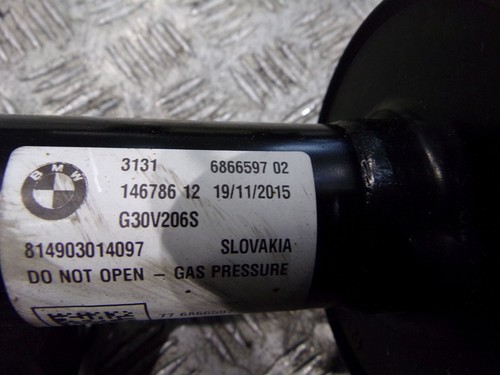 BMW
3131 6866597 02
146786 12 19/11/2015
G30V206S
814903014097 SLOVAKIA
DO NOT OPEN - GAS PRESSURE